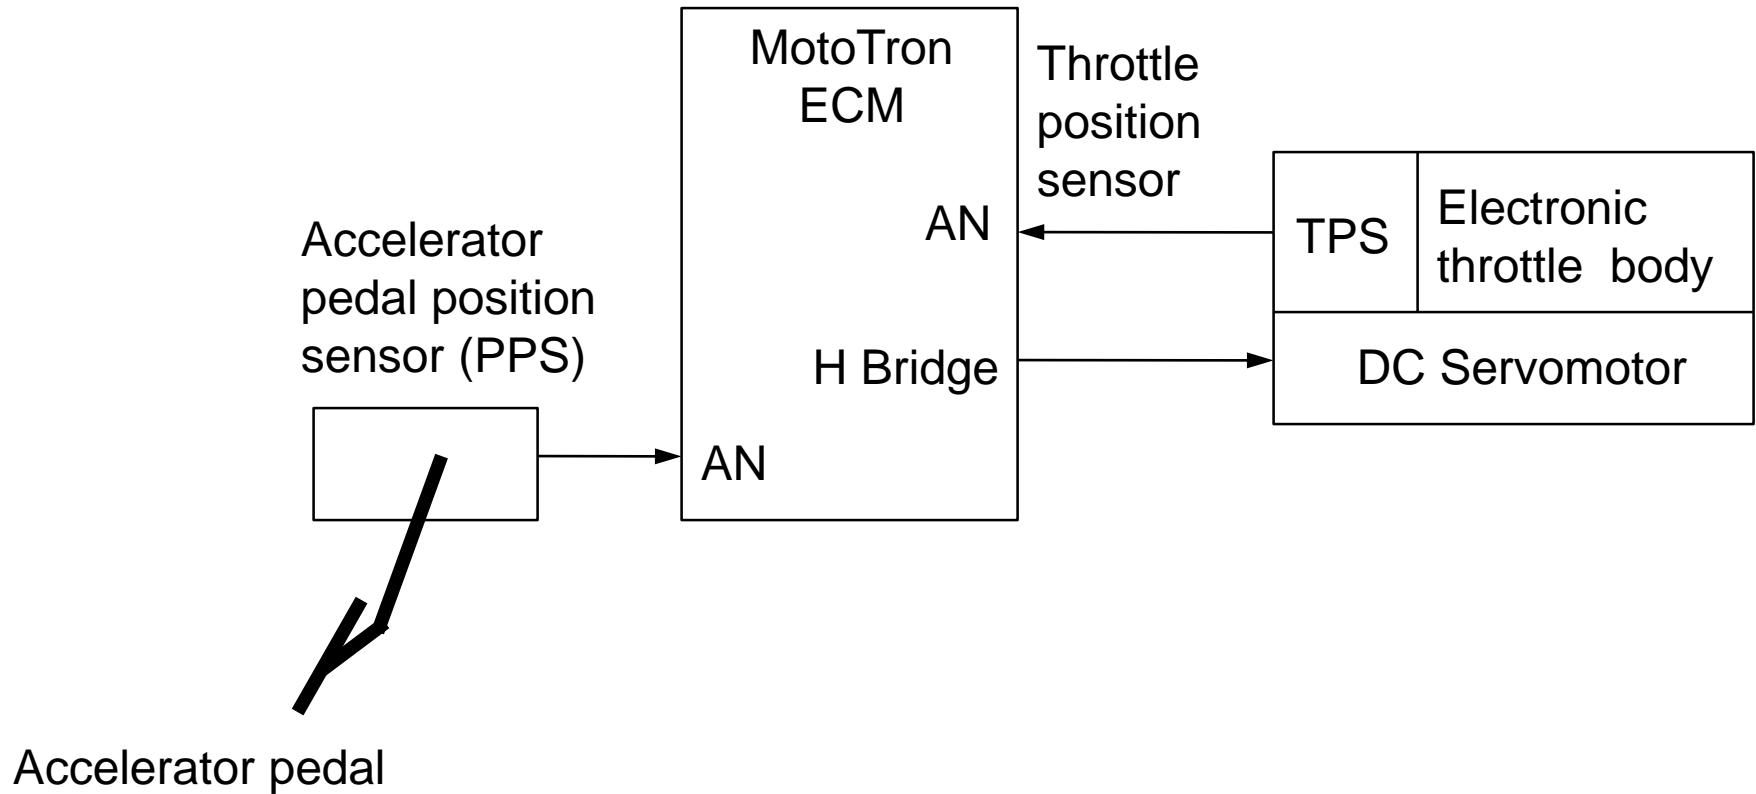 MotoTron
ECM
Throttle
position
sensor
AN
TPS
Electronic
throttle body
Accelerator
pedal position
sensor (PPS)
H Bridge
DC Servomotor
AN
Accelerator pedal